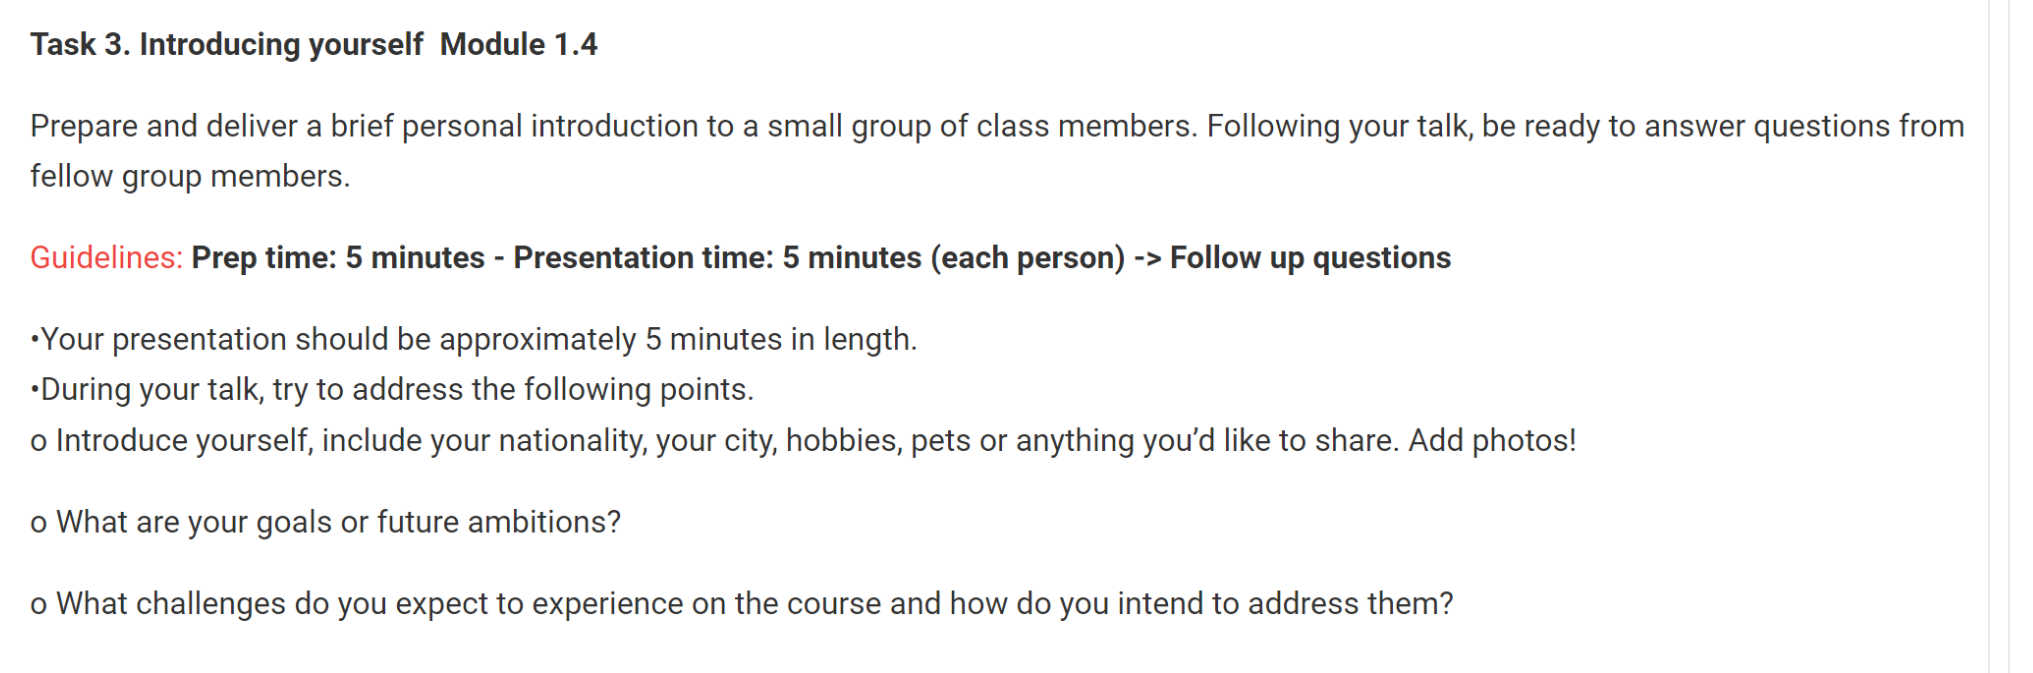 Task 3. Introducing yourself  Module 1.4
Prepare and deliver a brief personal introduction to a small group of class members. Following your talk, be ready to answer questions from
fellow group members.
Guidelines: Prep time: 5 minutes - Presentation time: 5 minutes (each person) -> Follow up questions
•Your presentation should be approximately 5 minutes in length.
•During your talk, try to address the following points.
o Introduce yourself, include your nationality, your city, hobbies, pets or anything you’d like to share. Add photos!
o What are your goals or future ambitions?
o What challenges do you expect to experience on the course and how do you intend to address them?